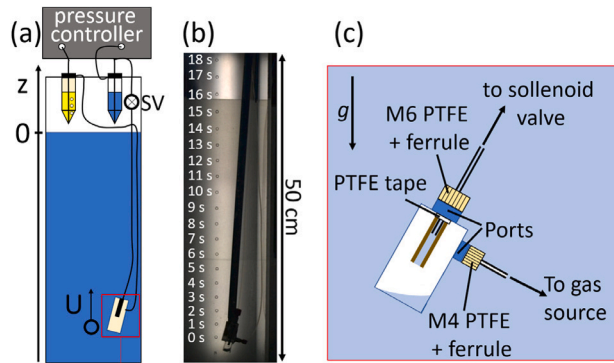 (a)
pressure
controller
z
SV
0
U
(b)
18 s
17 s
16 s
15 s
14 s
13 s
12 s
11 s
10 s
9 s
8 s
7 s
6 s
5 s
4 s
3 s
2 s
1 s
0 s
50 cm
(c)
g
to sollenoid
valve
M6 PTFE
+ ferrule
PTFE tape
Ports
To gas
source
M4 PTFE
+ ferrule